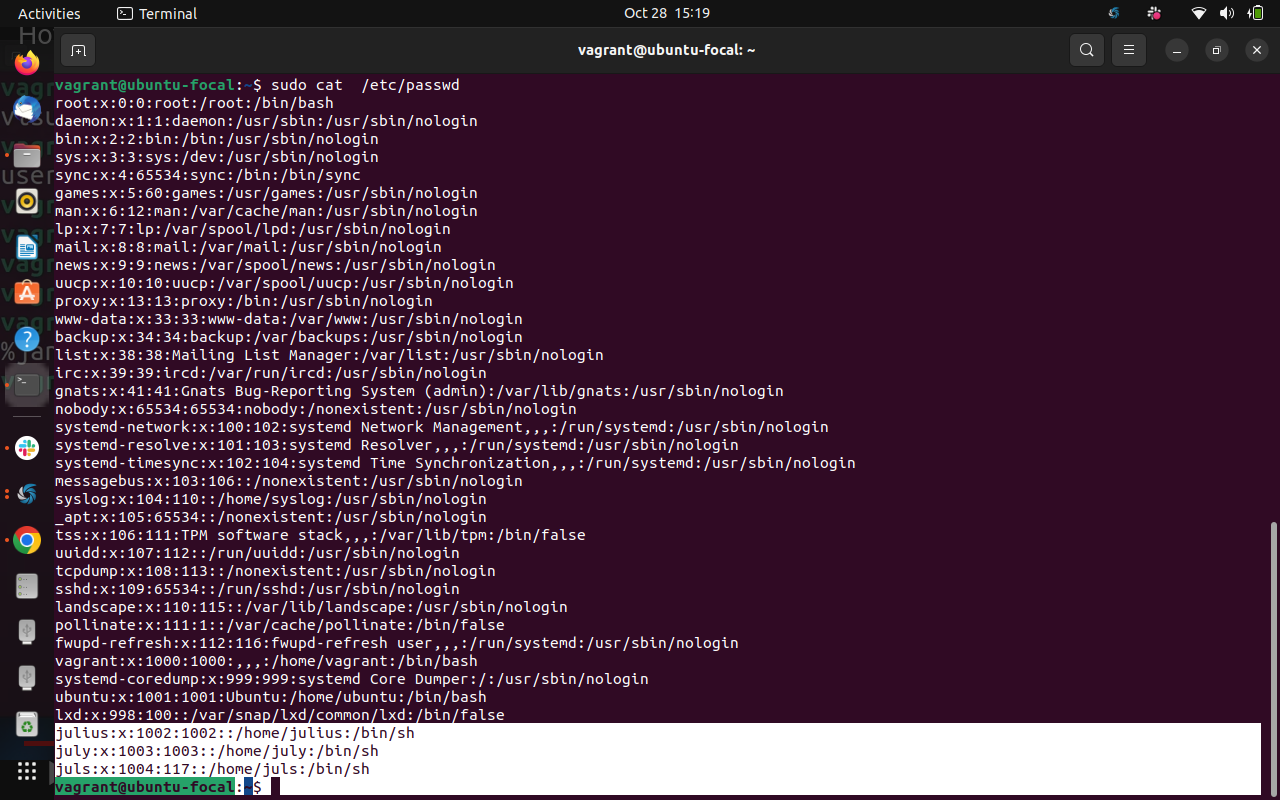 Activities
Terminal
Oct 28 15:19
vagrant@ubuntu-focal: ~
vagrant@ubuntu-focal:~$ sudo cat  /etc/passwd
root:x:0:0:root:/root:/bin/bash
daemon:x:1:1:daemon:/usr/sbin:/usr/sbin/nologin
bin:x:2:2:bin:/bin:/usr/sbin/nologin
sys:x:3:3:sys:/dev:/usr/sbin/nologin
sync:x:4:65534:sync:/bin:/bin/sync
games:x:5:60:games:/usr/games:/usr/sbin/nologin
man:x:6:12:man:/var/cache/man:/usr/sbin/nologin
lp:x:7:7:lp:/var/spool/lpd:/usr/sbin/nologin
mail:x:8:8:mail:/var/mail:/usr/sbin/nologin
news:x:9:9:news:/var/spool/news:/usr/sbin/nologin
uucp:x:10:10:uucp:/var/spool/uucp:/usr/sbin/nologin
proxy:x:13:13:proxy:/bin:/usr/sbin/nologin
www-data:x:33:33:www-data:/var/www:/usr/sbin/nologin
backup:x:34:34:backup:/var/backups:/usr/sbin/nologin
list:x:38:38:Mailing List Manager:/var/list:/usr/sbin/nologin
irc:x:39:39:ircd:/var/run/ircd:/usr/sbin/nologin
gnats:x:41:41:Gnats Bug-Reporting System (admin):/var/lib/gnats:/usr/sbin/nologin
nobody:x:65534:65534:nobody:/nonexistent:/usr/sbin/nologin
systemd-network:x:100:102:systemd Network Management,,,:/run/systemd:/usr/sbin/nologin
systemd-resolve:x:101:103:systemd Resolver,,,:/run/systemd:/usr/sbin/nologin
systemd-timesync:x:102:104:systemd Time Synchronization,,,:/run/systemd:/usr/sbin/nologin
messagebus:x:103:106::/nonexistent:/usr/sbin/nologin
syslog:x:104:110::/home/syslog:/usr/sbin/nologin
_apt:x:105:65534::/nonexistent:/usr/sbin/nologin
tss:x:106:111:TPM software stack,,,:/var/lib/tpm:/bin/false
uuidd:x:107:112::/run/uuidd:/usr/sbin/nologin
tcpdump:x:108:113::/nonexistent:/usr/sbin/nologin
sshd:x:109:65534::/run/sshd:/usr/sbin/nologin
landscape:x:110:115::/var/lib/landscape:/usr/sbin/nologin
pollinate:x:111:1::/var/cache/pollinate:/bin/false
fwupd-refresh:x:112:116:fwupd-refresh user,,,:/run/systemd:/usr/sbin/nologin
vagrant:x:1000:1000:,,,:/home/vagrant:/bin/bash
systemd-coredump:x:999:999:systemd Core Dumper:/:/usr/sbin/nologin
ubuntu:x:1001:1001:Ubuntu:/home/ubuntu:/bin/bash
lxd:x:998:100::/var/snap/lxd/common/lxd:/bin/false
julius:x:1002:1002::/home/julius:/bin/sh
july:x:1003:1003::/home/july:/bin/sh
juls:x:1004:117::/home/juls:/bin/sh
vagrant@ubuntu-focal:~$